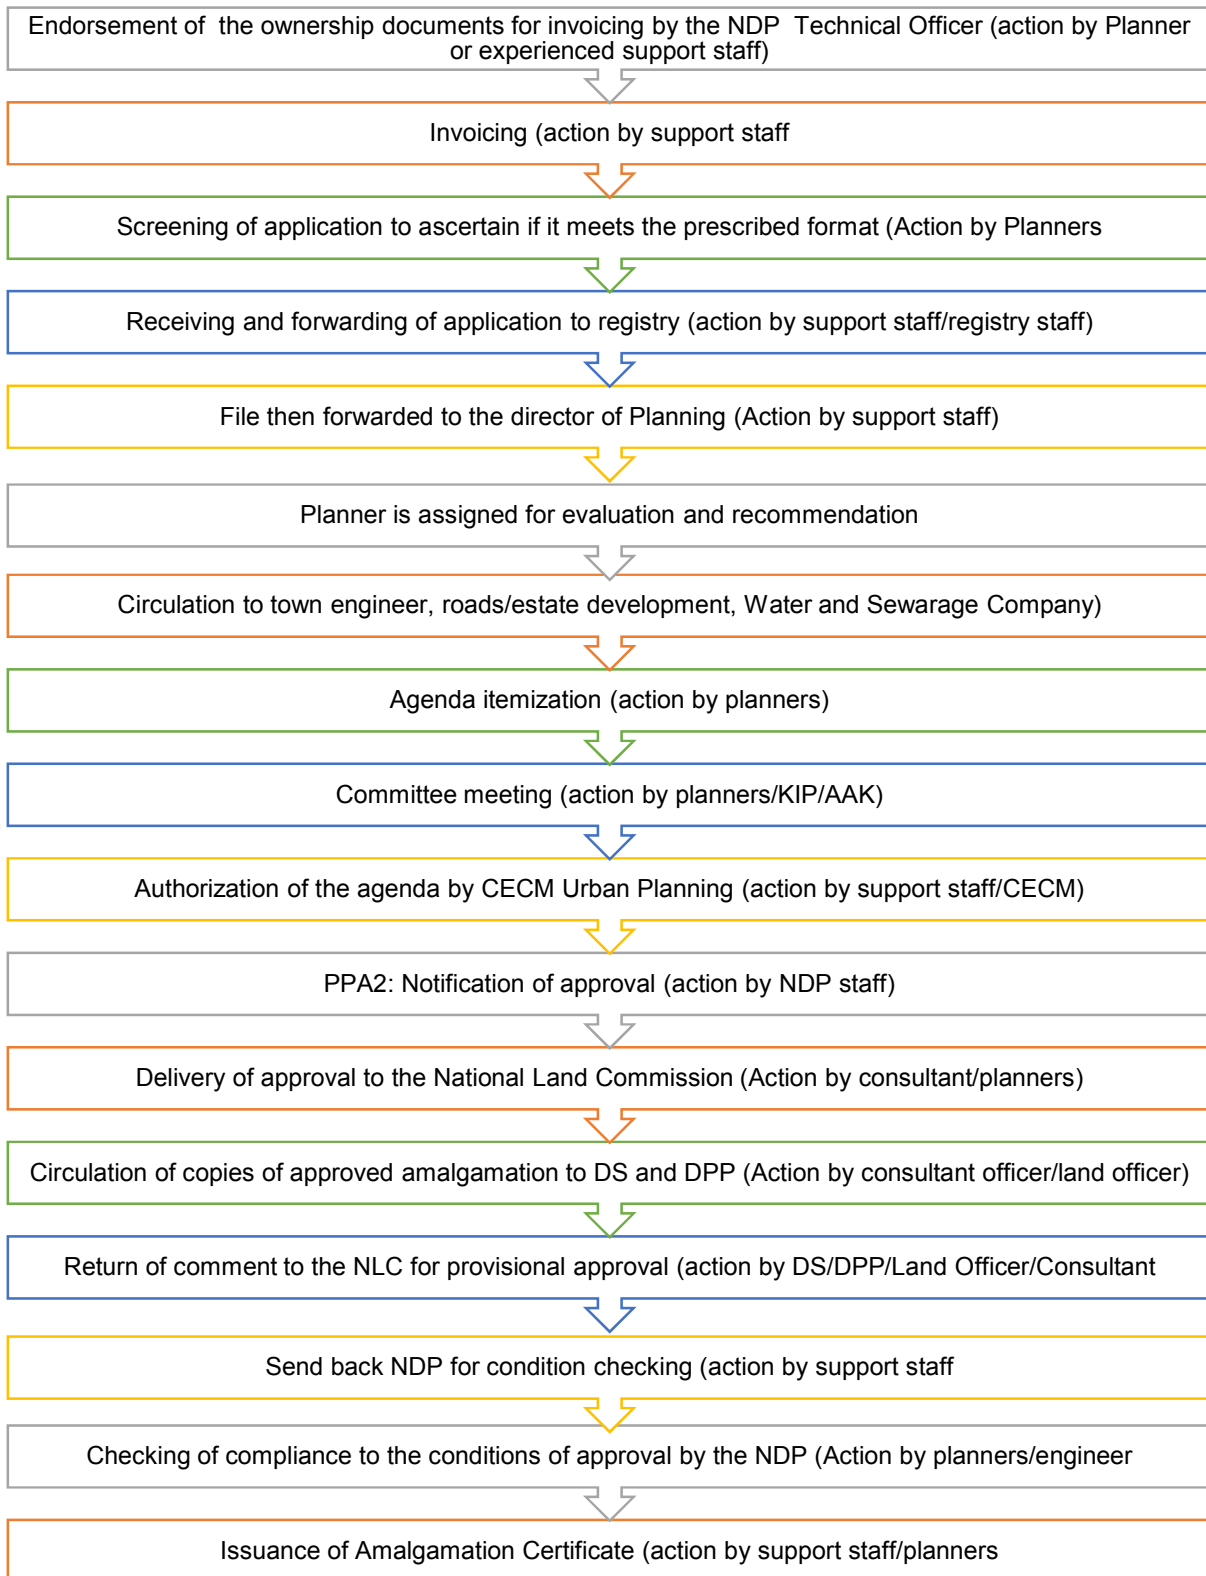 Endorsement of the ownership documents for invoicing by the NDP Technical Officer (action by Planner
or experienced support staff)
Invoicing (action by support staff
Screening of application to ascertain if it meets the prescribed format (Action by Planners
Receiving and forwarding of application to registry (action by support staff/registry staff)
File then forwarded to the director of Planning (Action by support staff)
Planner is assigned for evaluation and recommendation
Circulation to town engineer, roads/estate development, Water and Sewarage Company)
Agenda itemization (action by planners)
Committee meeting (action by planners/KIP/AAK)
Authorization of the agenda by CECM Urban Planning (action by support staff/CECM)
PPA2: Notification of approval (action by NDP staff)
Delivery of approval to the National Land Commission (Action by consultant/planners)
Circulation of copies of approved amalgamation to DS and DPP (Action by consultant officer/land officer)
Return of comment to the NLC for provisional approval (action by DS/DPP/Land Officer/Consultant
Send back NDP for condition checking (action by support staff
Checking of compliance to the conditions of approval by the NDP (Action by planners/engineer
Issuance of Amalgamation Certificate (action by support staff/planners